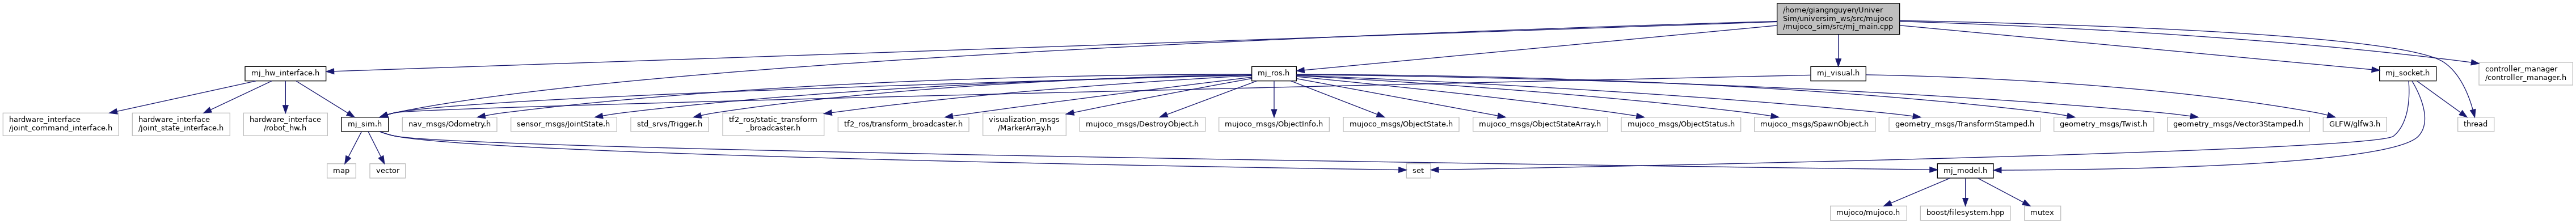 /home/giangnguyen/Univer
Sim/universim_ws/src/mujoco
/mujoco_sim/src/mj_main.cpp
mj_hw_interface.h
mj_ros.h
mj_visual.h
mj_socket.h
controller_manager
/controller_manager.h
hardware_interface
/joint_command_interface.h
hardware_interface
/joint_state_interface.h
hardware_interface
/robot_hw.h
mj_sim.h
nav_msgs/Odometry.h
sensor_msgs/JointState.h
std_srvs/Trigger.h
tf2_ros/static_transform
_broadcaster.h
tf2_ros/transform_broadcaster.h
visualization_msgs
/MarkerArray.h
mujoco_msgs/DestroyObject.h
mujoco_msgs/ObjectInfo.h
mujoco_msgs/ObjectState.h
mujoco_msgs/ObjectStateArray.h
mujoco_msgs/ObjectStatus.h
mujoco_msgs/SpawnObject.h
geometry_msgs/TransformStamped.h
geometry_msgs/Twist.h
geometry_msgs/Vector3Stamped.h
GLFW/glfw3.h
thread
map
vector
set
mj_model.h
mujoco/mujoco.h
boost/filesystem.hpp
mutex